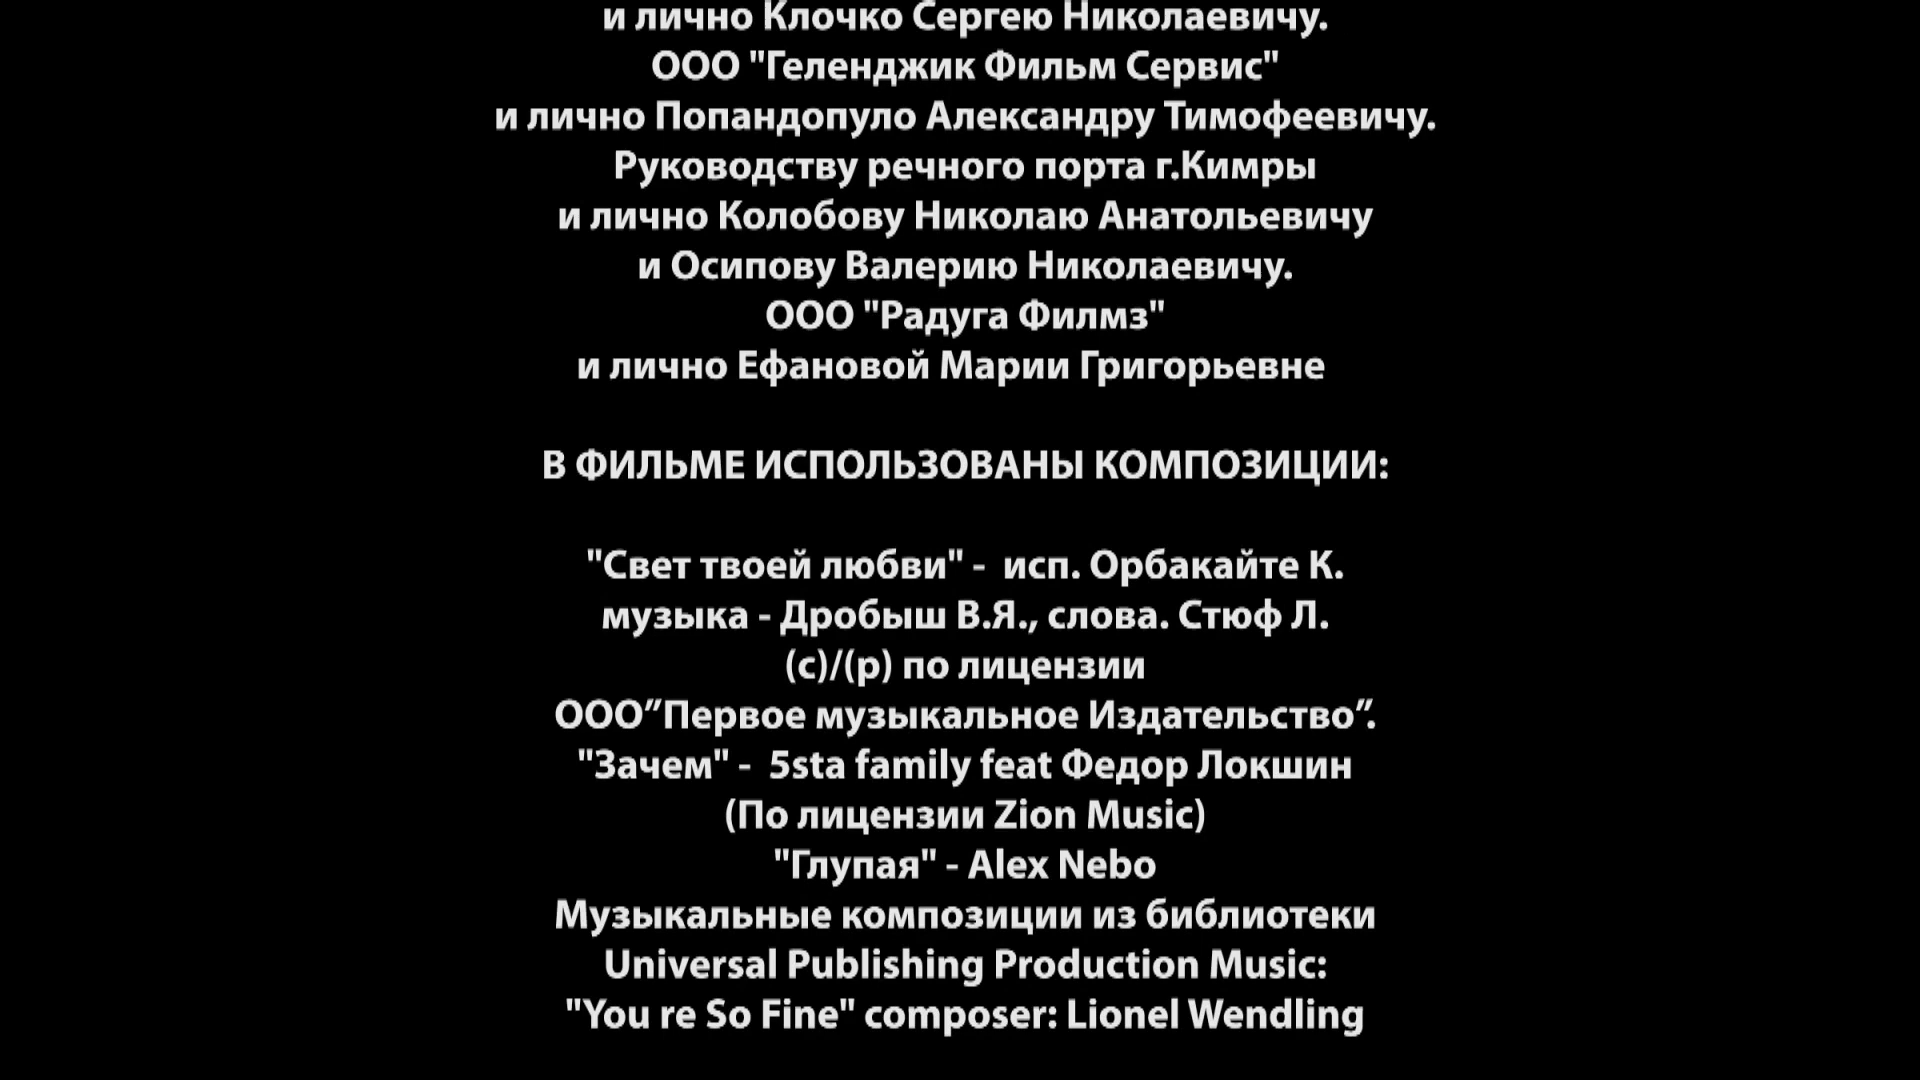 и лично Клочко Сергею Николаевичу.
ООО "Геленджик Фильм Сервис"
и лично Попандопуло Александру Тимофеевичу.
Руководству речного порта г.Кимры
и лично Колобову Николаю Анатольевичу
и Осипову Валерию Николаевичу.
ООО "Радуга Филмз"
и лично Ефановой Марии Григорьевне
В ФИЛЬМЕ ИСПОЛЬЗОВАНЫ КОМПОЗИЦИИ:
"Свет твоей любви" -  исп. Орбакайте К.
музыка - Дробыш В.Я., слова. Стюф Л.
(с)/(р) по лицензии
ООО”Первое музыкальное Издательство”.
"Зачем" -  5sta family feat Федор Локшин
(По лицензии Zion Music)
"Глупая" - Alex Nebo
Музыкальные композиции из библиотеки
Universal Publishing Production Music:
"You re So Fine" composer: Lionel Wendling